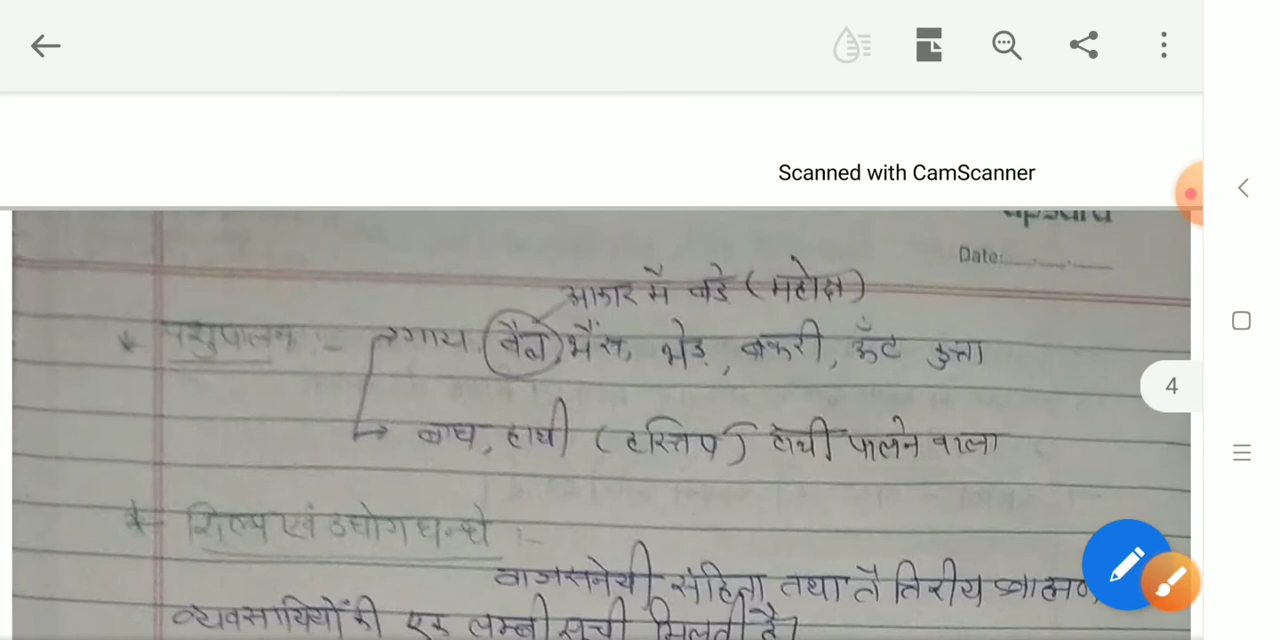 Scanned with CamScanner
apsara
Date:
आकार में बडे (महोक्ष)
* पशुपालन :- गाय, बैल, भैंस, भेड़, बकरी, ऊँट कुत्ता
4
बाघ, हाथी (हस्तिप) हाथी पालने वाला
* शिल्प एवं उद्योग धन्धे :-
वाजसनेयी संहिता तथा तैत्तिरीय ब्राह्मण,
व्यवसायियों की एक लम्बी सूची मिलती है।